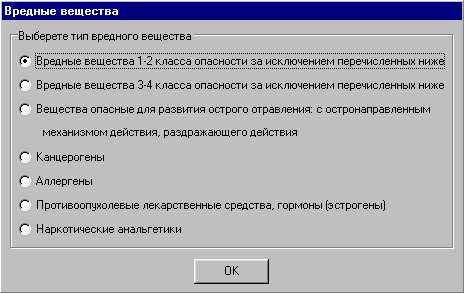 Вредные вещества
Выберете тип вредного вещества
Вредные вещества 1-2 класса опасности за исключением перечисленных ниже
Вредные вещества 3-4 класса опасности за исключением перечисленных ниже
Вещества опасные для развития острого отравления: с остронаправленным
механизмом действия, раздражающего действия
Канцерогены
Аллергены
Противоопухолевые лекарственные средства, гормоны (эстрогены)
Наркотические анальгетики
OK